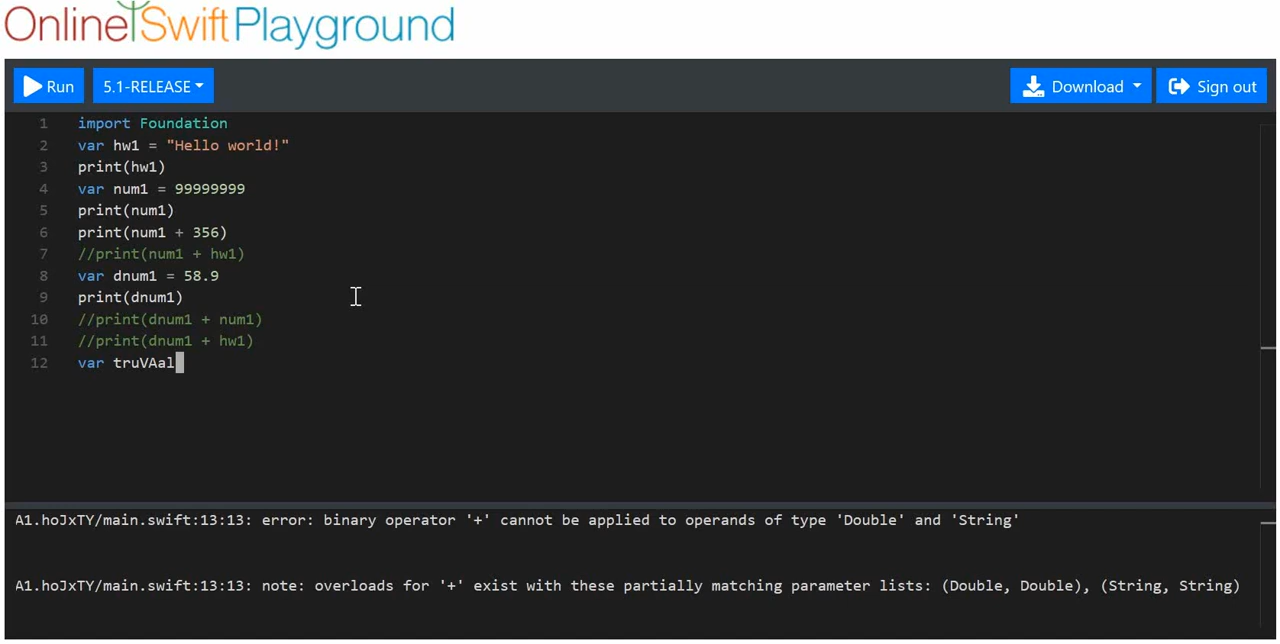 OnlineSwiftPlayground
Run 5.1-RELEASE Download Sign out
1 import Foundation
2 var hw1 = "Hello world!"
3 print(hw1)
4 var num1 = 99999999
5 print(num1)
6 print(num1 + 356)
7 //print(num1 + hw1)
8 var dnum1 = 58.9
9 print(dnum1)
10 //print(dnum1 + num1)
11 //print(dnum1 + hw1)
12 var truVAal
A1.hoJxTY/main.swift:13:13: error: binary operator '+' cannot be applied to operands of type 'Double' and 'String'
A1.hoJxTY/main.swift:13:13: note: overloads for '+' exist with these partially matching parameter lists: (Double, Double), (String, String)